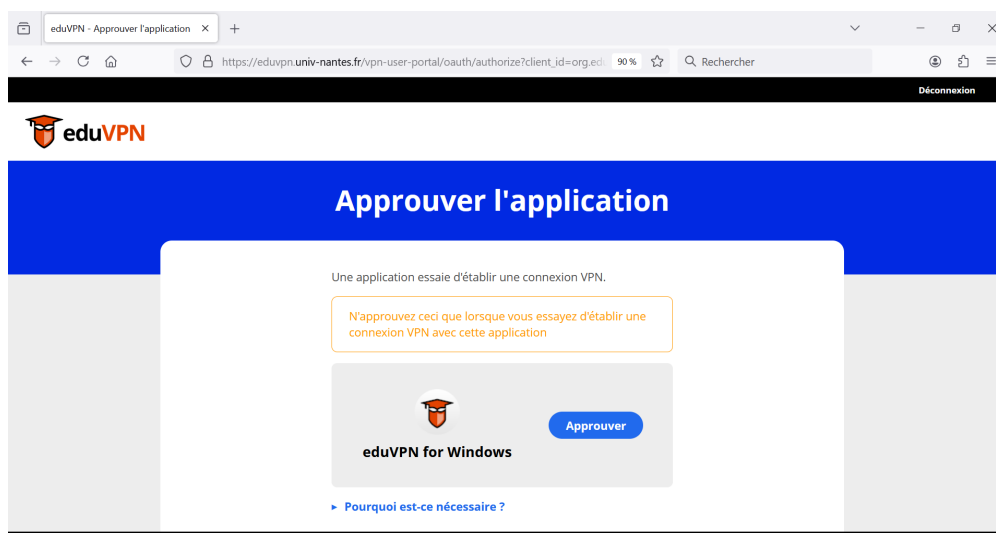 eduVPN - Approuver l'application
https://eduvpn.univ-nantes.fr/vpn-user-portal/oauth/authorize?client_id=org.ed
90 %
Rechercher
Déconnexion
eduVPN
Approuver l'application
Une application essaie d'établir une connexion VPN.
N'approuvez ceci que lorsque vous essayez d'établir une
connexion VPN avec cette application
Approuver
eduVPN for Windows
Pourquoi est-ce nécessaire ?